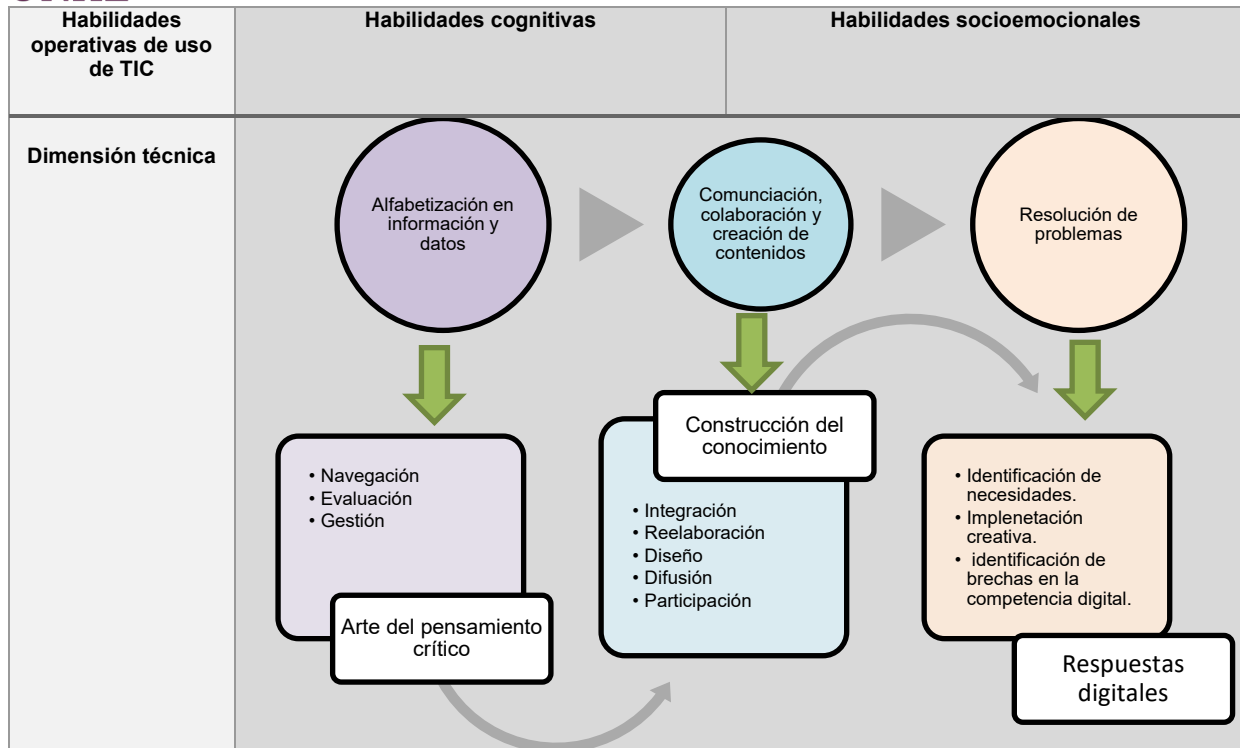 Habilidades
operativas de uso
de TIC
Habilidades cognitivas
Habilidades socioemocionales
Dimensión técnica
Alfabetización en
información y
datos
Comunciación,
colaboración y
creación de
contenidos
Resolución de
problemas
• Navegación
• Evaluación
• Gestión
Arte del pensamiento
crítico
Construcción del
conocimiento
• Integración
• Reelaboración
• Diseño
• Difusión
• Participación
• Identificación de
necesidades.
• Implenetación
creativa.
• identificación de
brechas en la
competencia digital.
Respuestas
digitales